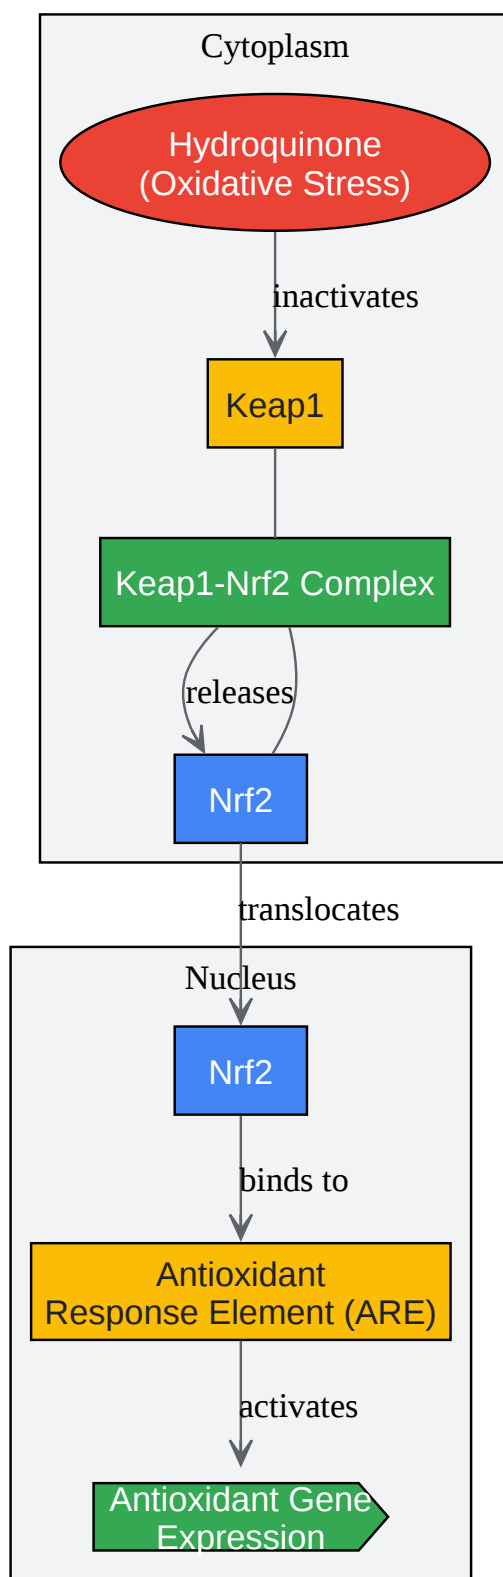 Cytoplasm
Hydroquinone
(Oxidative Stress)
inactivates
Keap1
Keap1-Nrf2 Complex
releases
Nrf2
translocates
Nucleus
Nrf2
binds to
Antioxidant
Response Element (ARE)
activates
Antioxidant Gene
Expression